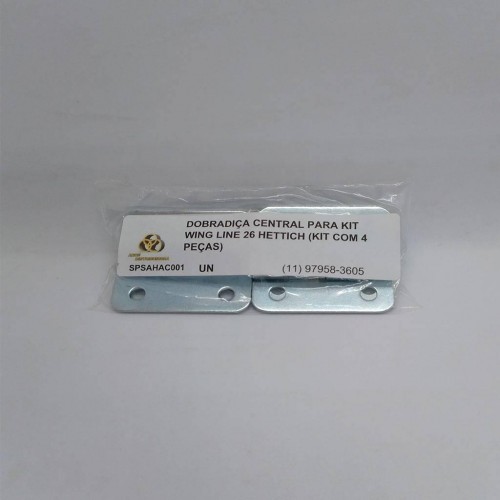 DOBRADIÇA CENTRAL PARA KIT
WING LINE 26 HETTICH (KIT COM 4
PEÇAS)
SPSAHAC001 UN (11) 97958-3605